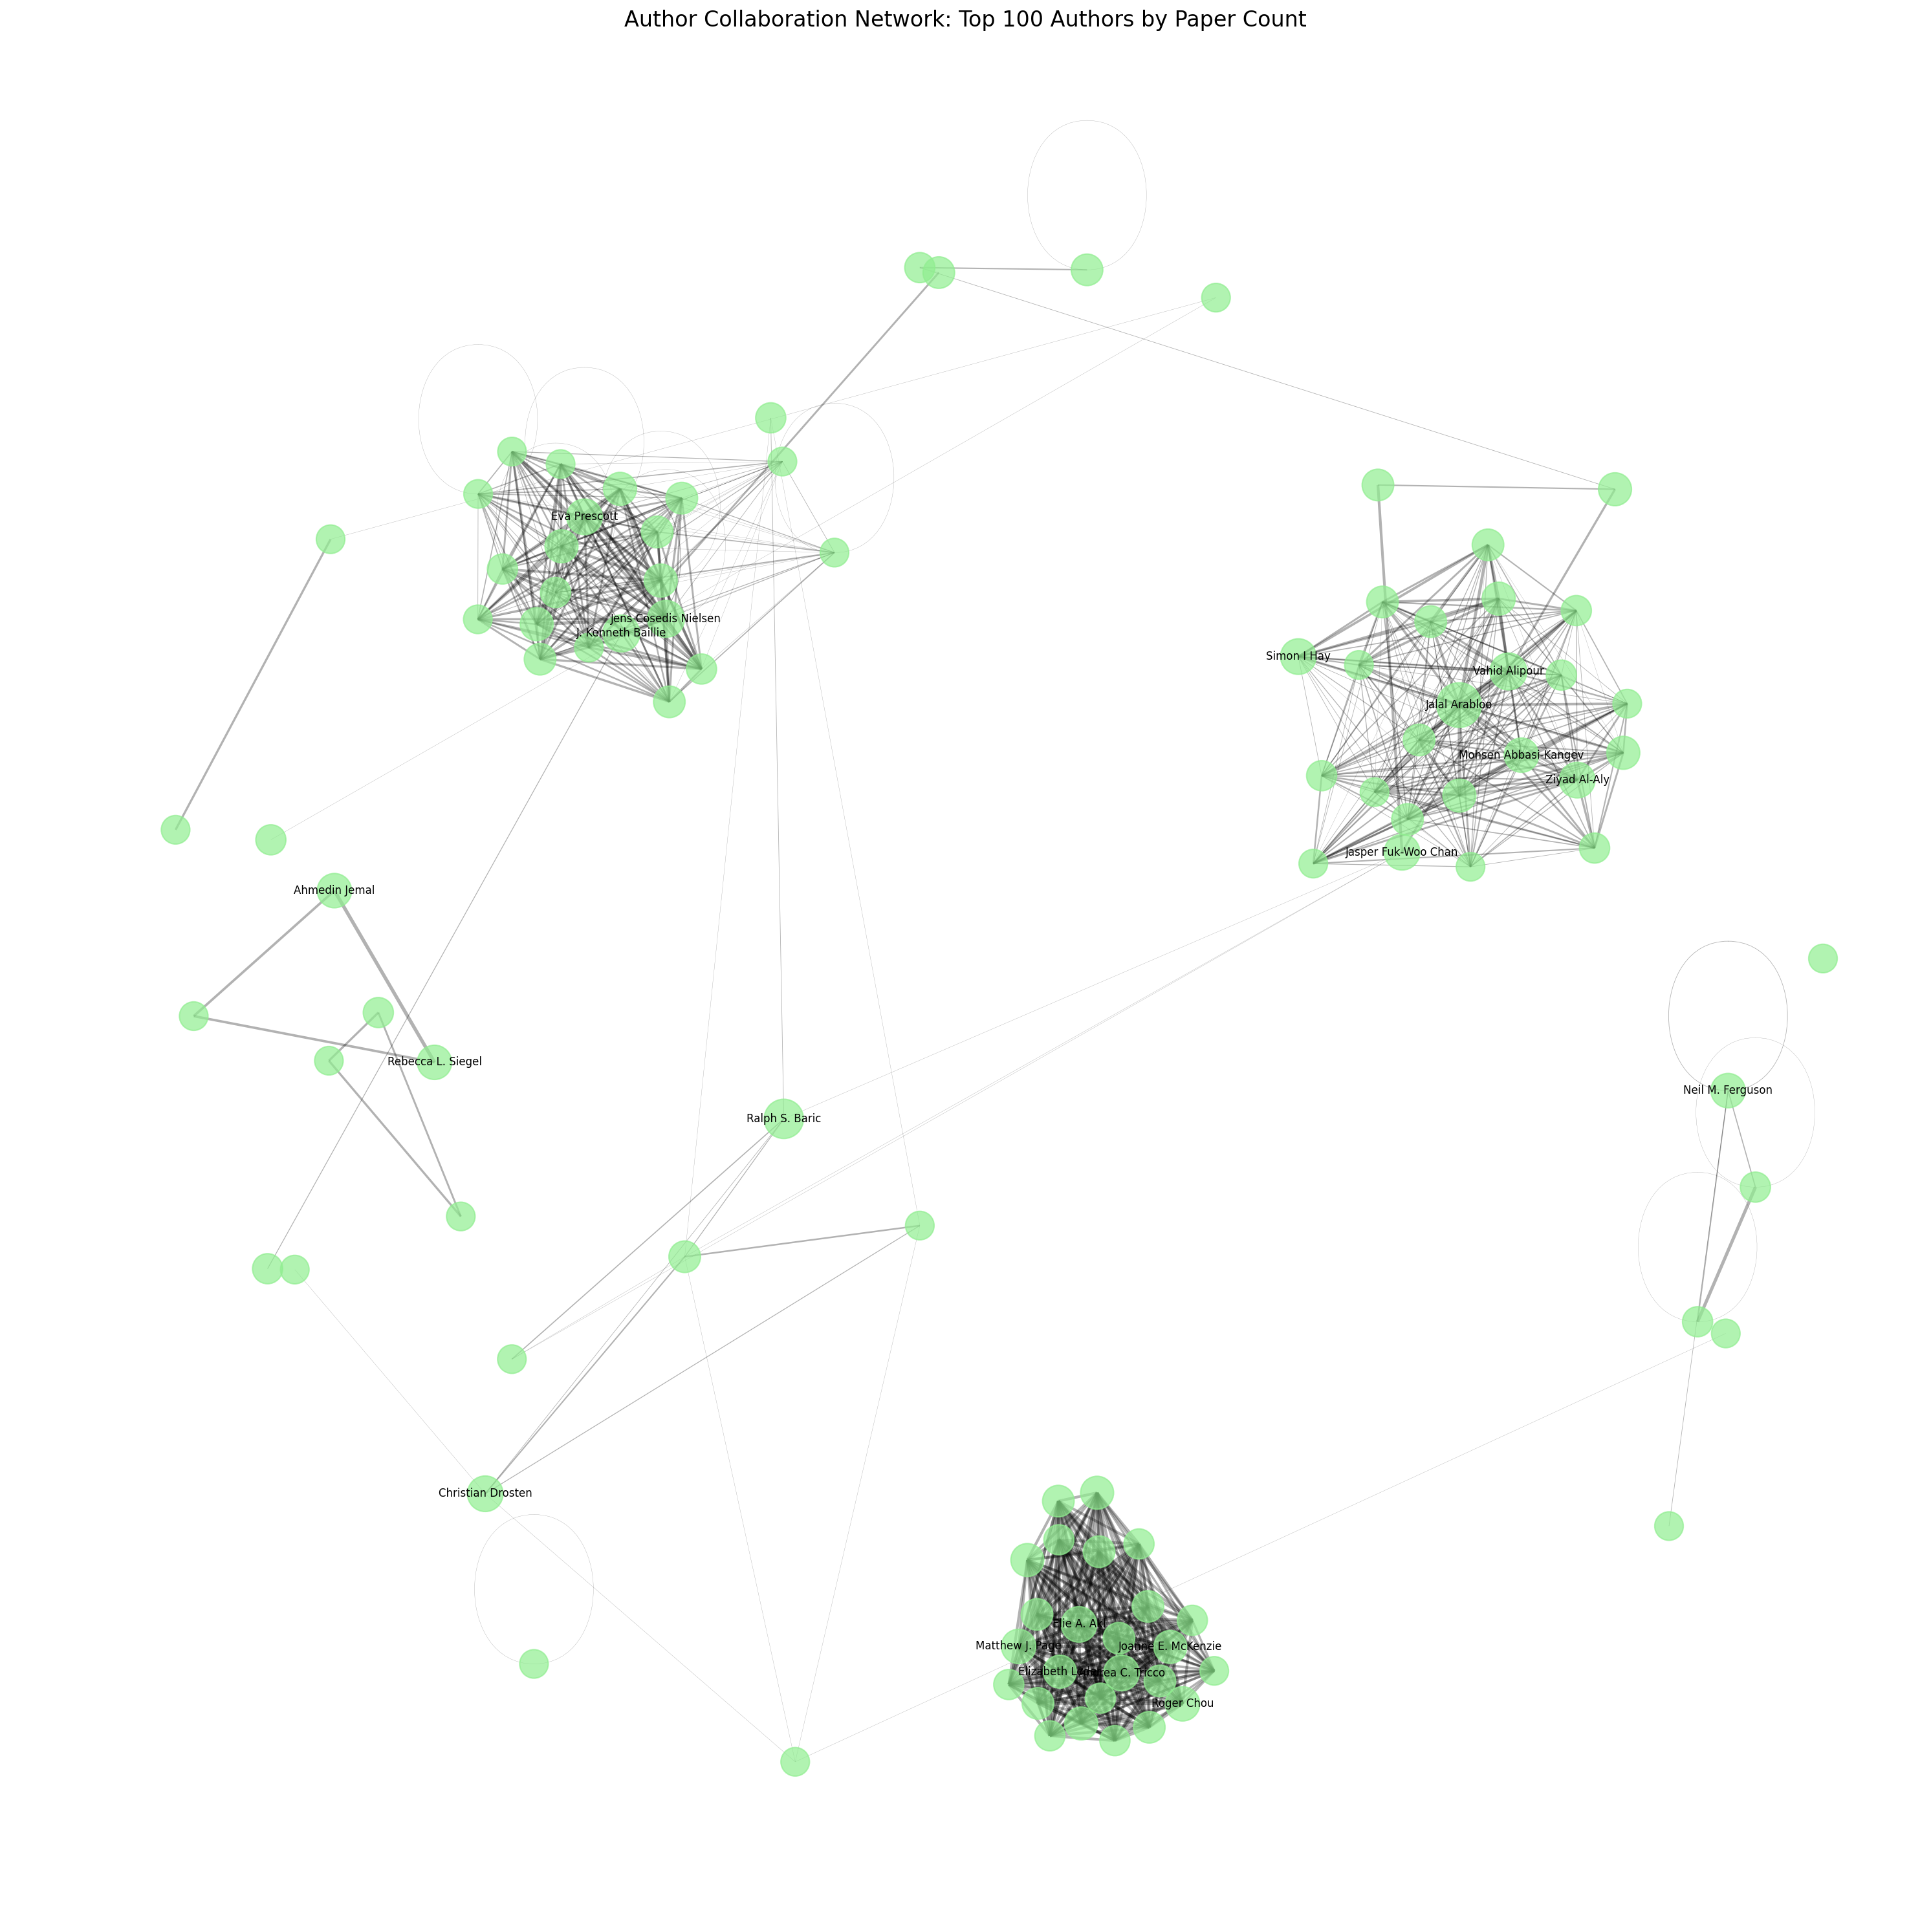 Author Collaboration Network: Top 100 Authors by Paper Count
Eva Prescott
Jens Cosedis Nielsen
J. Kenneth Baillie
Simon I Hay
Vahid Alipour
Jalal Arabloo
Mohsen Abbasi-Kangev
Ziyad Al-Aly
Jasper Fuk-Woo Chan
Ahmedin Jemal
Rebecca L. Siegel
Neil M. Ferguson
Ralph S. Baric
Christian Drosten
Elie A. Akl
Matthew J. Page
Joanne E. McKenzie
Elizabeth
C. Tricco
Roger Chou